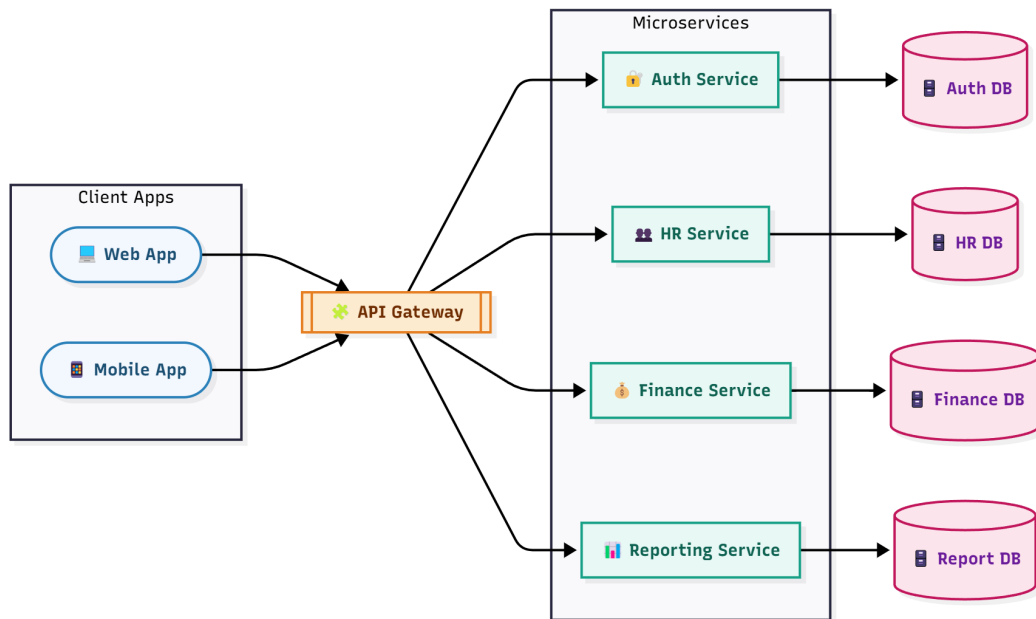 Client Apps
Web App
Mobile App
API Gateway
Microservices
Auth Service
HR Service
Finance Service
Reporting Service
Auth DB
HR DB
Finance DB
Report DB